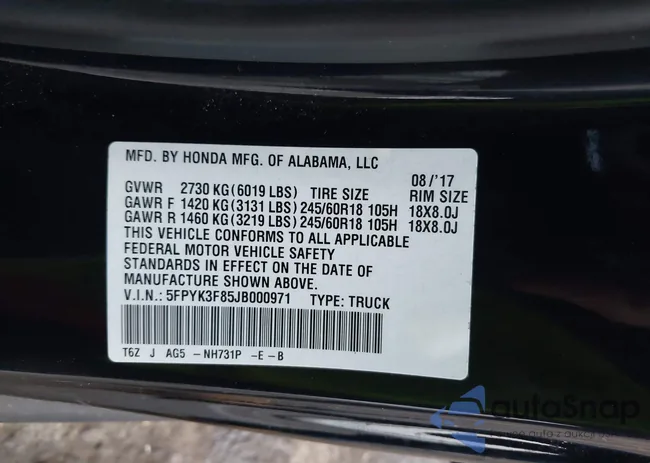 MFD. BY HONDA MFG. OF ALABAMA, LLC 08/'17
GVWR 2730 KG(6019 LBS) TIRE SIZE RIM SIZE
GAWR F 1420 KG(3131 LBS) 245/60R18 105H 18X8.0J
GAWR R 1460 KG(3219 LBS) 245/60R18 105H 18X8.0J
THIS VEHICLE CONFORMS TO ALL APPLICABLE
FEDERAL MOTOR VEHICLE SAFETY
STANDARDS IN EFFECT ON THE DATE OF
MANUFACTURE SHOWN ABOVE.
V.I.N.: 5FPYK3F85JB000971 TYPE: TRUCK
T6Z J AG5 - NH731P -E-B
autoSnap
auto z aukcji